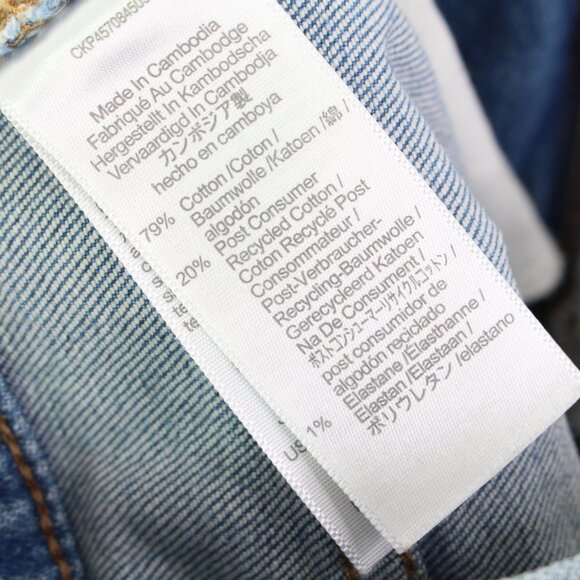 CKP45708450
Made In Cambodia
Fabriqué Au Cambodge
Hergestellt In Kambodscha
Vervaardigd In Cambodja
カンボジア製
hecho en camboya
79% Cotton /Coton/
Baumwolle /Katoen /綿/
algodón
20% Post Consumer
Recycled Cotton /
Coton Recyclé Post
Consommateur /
Post-Verbraucher-
Recycling-Baumwolle /
Gerecycleerd Katoen
Na De Consument /
ポストコンシューマーリサイクルコットン/
post consumidor de
algodón reciclado
1% Elastane /Élasthanne /
Elastan /Elastaan /
ポリウレタン /elastano
US